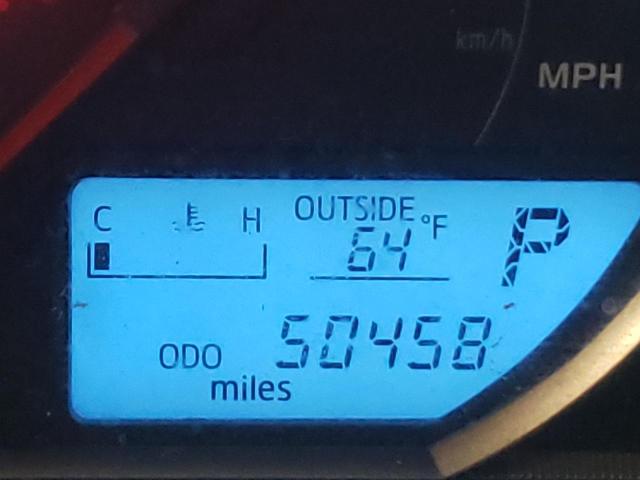 km/h
MPH
C H OUTSIDE °F
64
P
ODO 50458
miles